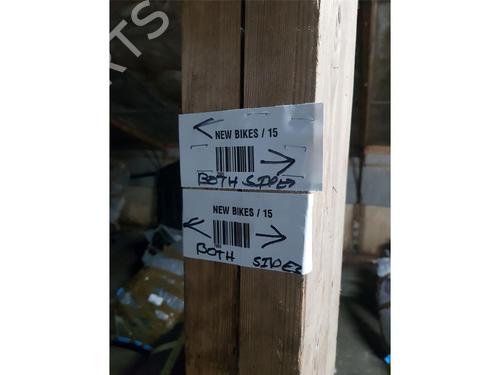 NEW BIKES / 15
BOTH SIDES
NEW BIKES / 15
BOTH SIDES